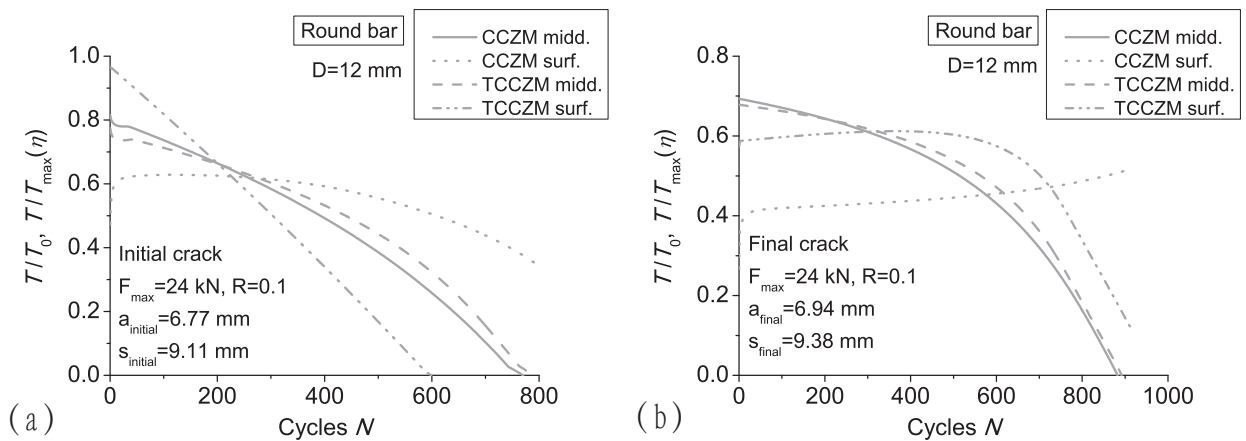 Round bar
D=12 mm
CCZM midd.
CCZM surf.
TCCZM midd.
TCCZM surf.
1.0
0.8
0.6
0.4
0.2
0.0
T/T0, T/Tmax(η)
Initial crack
Fmax=24 kN, R=0.1
ainitial=6.77 mm
sinitial=9.11 mm
0 200 400 600 800
Cycles N
(a)
Round bar
D=12 mm
CCZM midd.
CCZM surf.
TCCZM midd.
TCCZM surf.
0.8
0.6
0.4
0.2
0.0
T/T0, T/Tmax(η)
Final crack
Fmax=24 kN, R=0.1
afinal=6.94 mm
sfinal=9.38 mm
0 200 400 600 800 1000
Cycles N
(b)